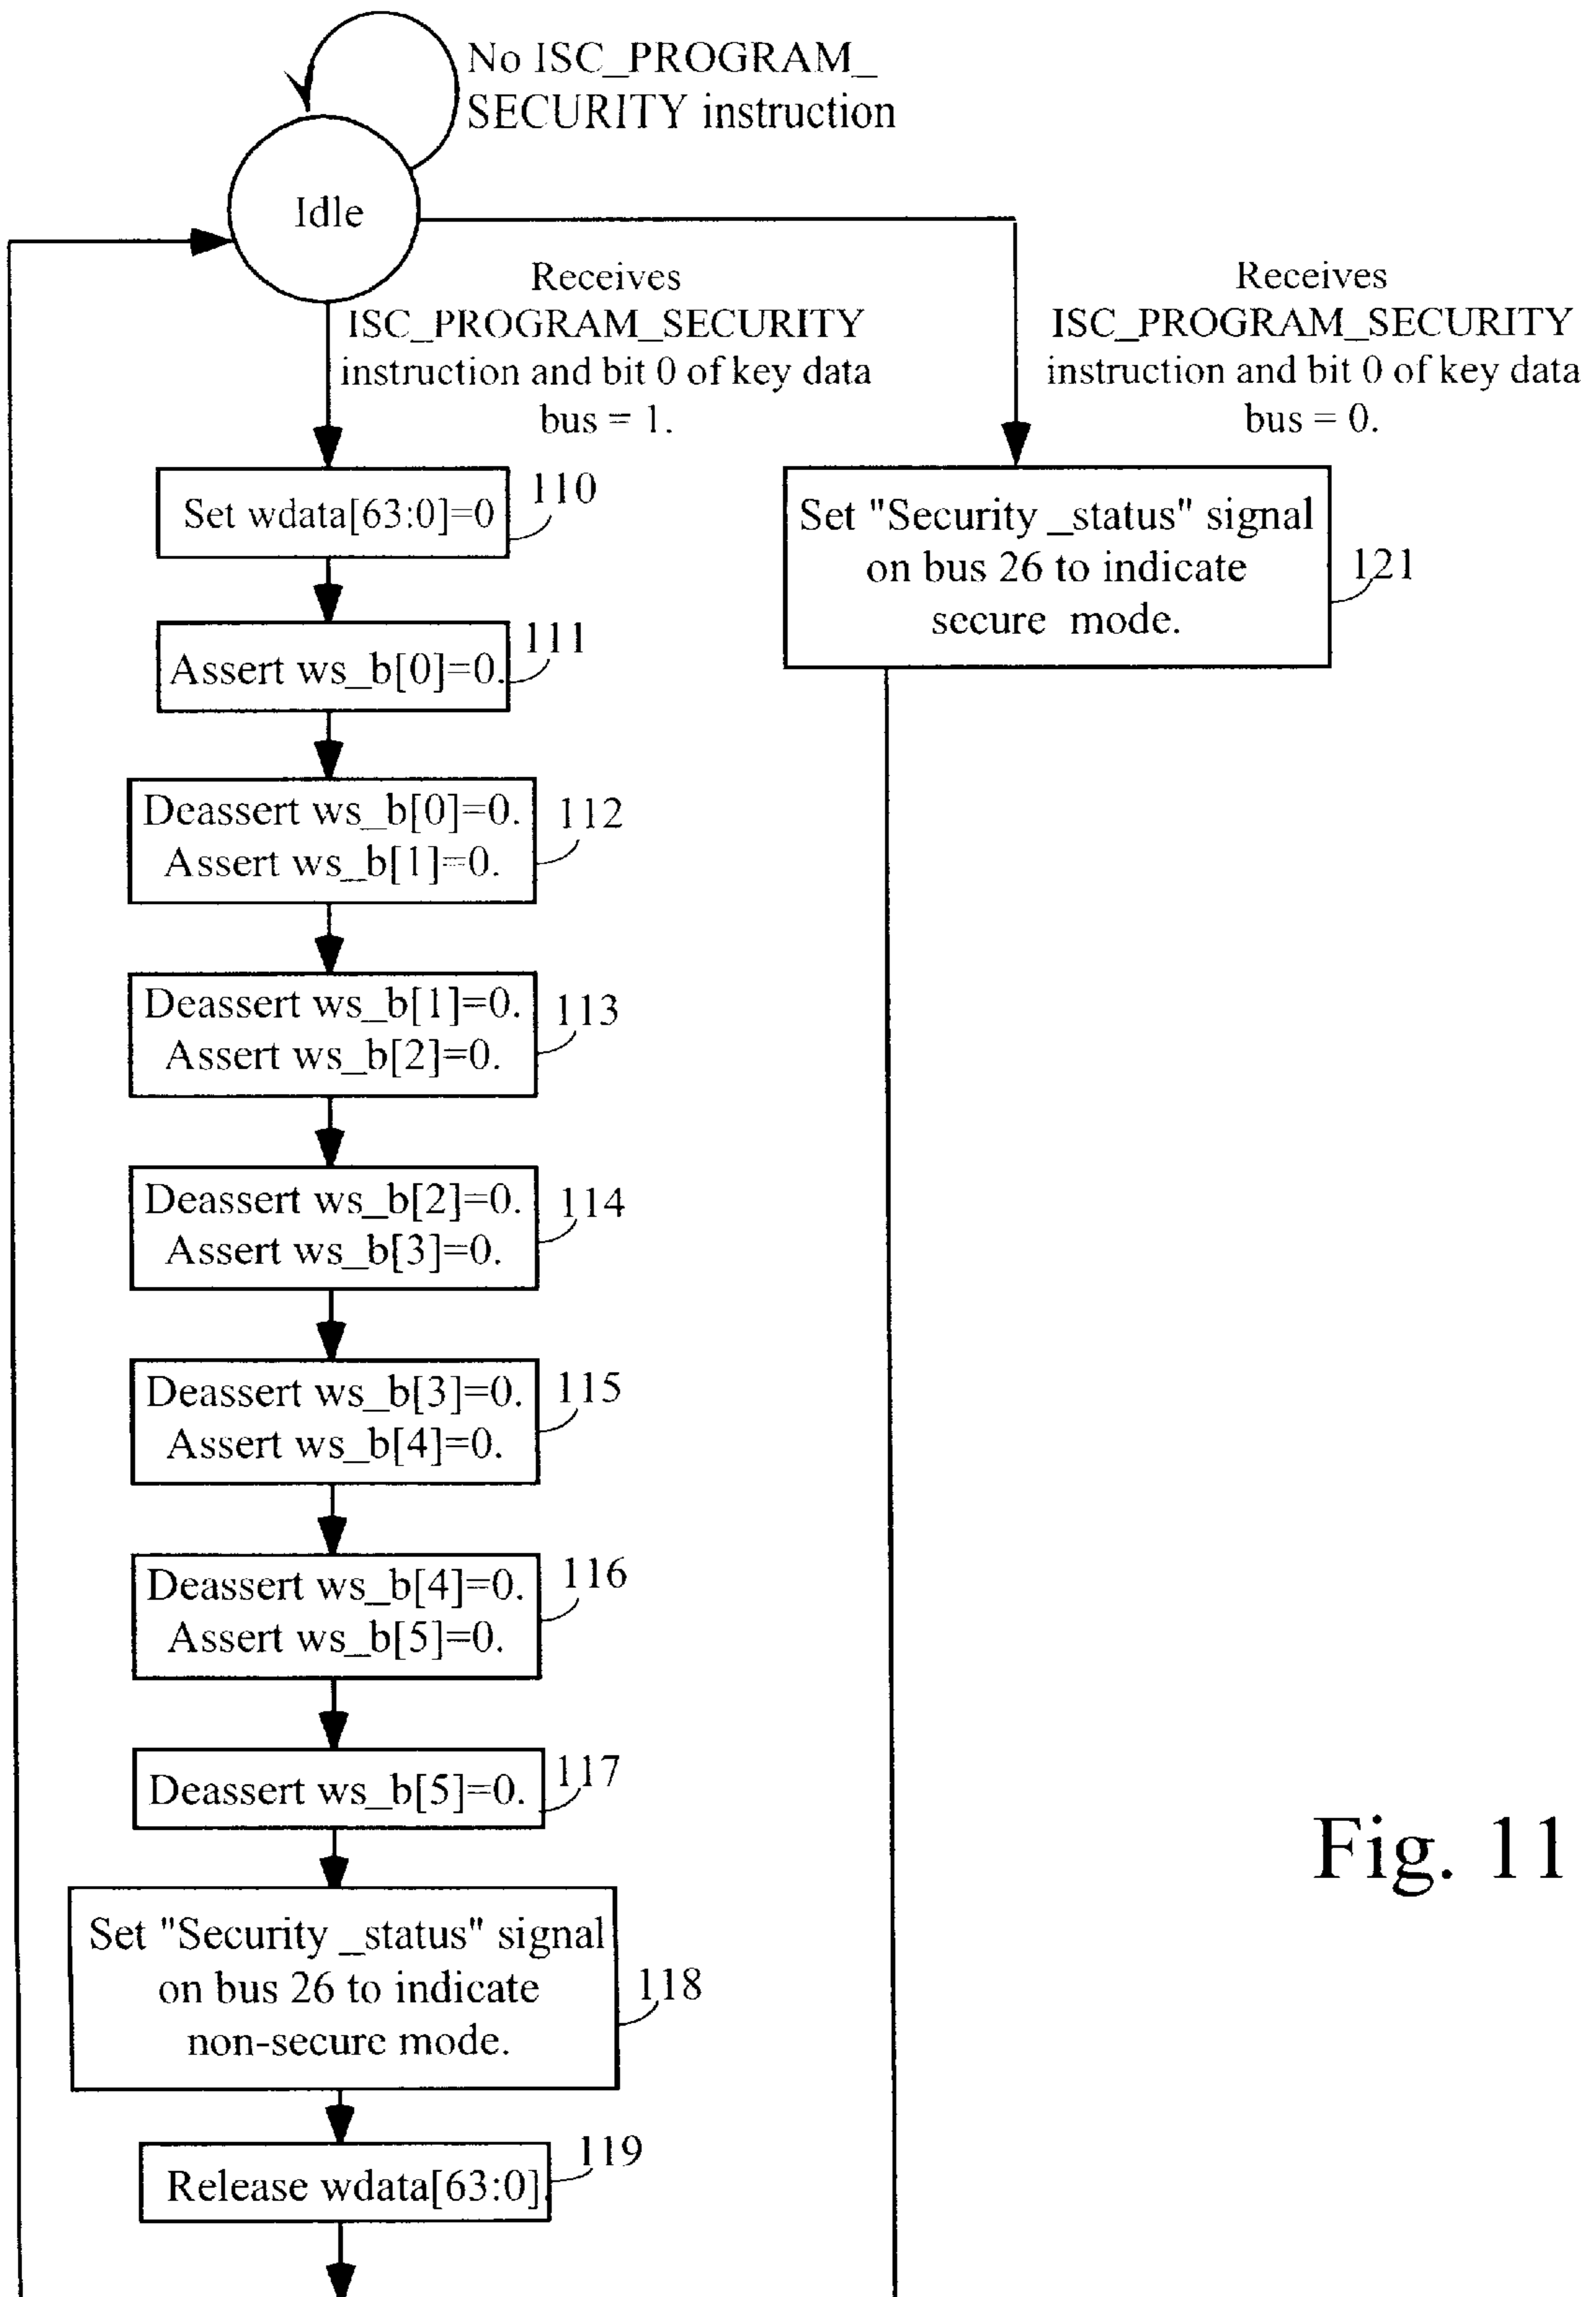 No ISC_PROGRAM_
SECURITY instruction
Idle
Receives
ISC_PROGRAM_SECURITY
instruction and bit 0 of key data
bus = 1.
Receives
ISC_PROGRAM_SECURITY
instruction and bit 0 of key data
bus = 0.
Set wdata[63:0]=0
110
Set "Security _status" signal
on bus 26 to indicate
secure mode.
121
Assert ws_b[0]=0.
111
Deassert ws_b[0]=0.
Assert ws_b[1]=0.
112
Deassert ws_b[1]=0.
Assert ws_b[2]=0.
113
Deassert ws_b[2]=0.
Assert ws_b[3]=0.
114
Deassert ws_b[3]=0.
Assert ws_b[4]=0.
115
Deassert ws_b[4]=0.
Assert ws_b[5]=0.
116
Deassert ws_b[5]=0.
117
Set "Security _status" signal
on bus 26 to indicate
non-secure mode.
118
Release wdata[63:0]
119
Fig. 11